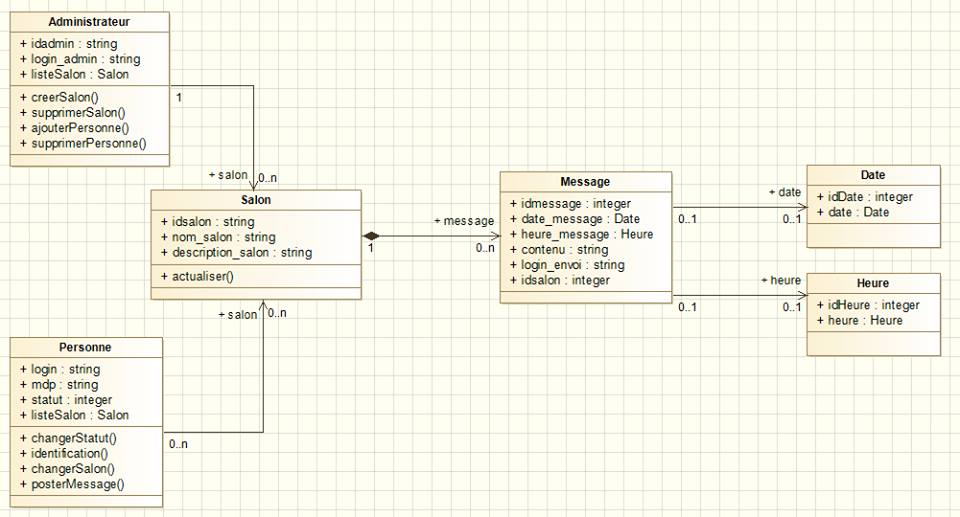 Administrateur
+ idadmin : string
+ login_admin : string
+ listeSalon : Salon
+ creerSalon()
+ supprimerSalon()
+ ajouterPersonne()
+ supprimerPersonne()
1
+ salon
0..n
Salon
+ idsalon : string
+ nom_salon : string
+ description_salon : string
+ actualiser()
1
+ message
0..n
Message
+ idmessage : integer
+ date_message : Date
+ heure_message : Heure
+ contenu : string
+ login_envoi : string
+ idsalon : integer
0..1
+ date
0..1
Date
+ idDate : integer
+ date : Date
0..1
+ heure
0..1
Heure
+ idHeure : integer
+ heure : Heure
+ salon
0..n
Personne
+ login : string
+ mdp : string
+ statut : integer
+ listeSalon : Salon
+ changerStatut()
+ identification()
+ changerSalon()
+ posterMessage()
0..n